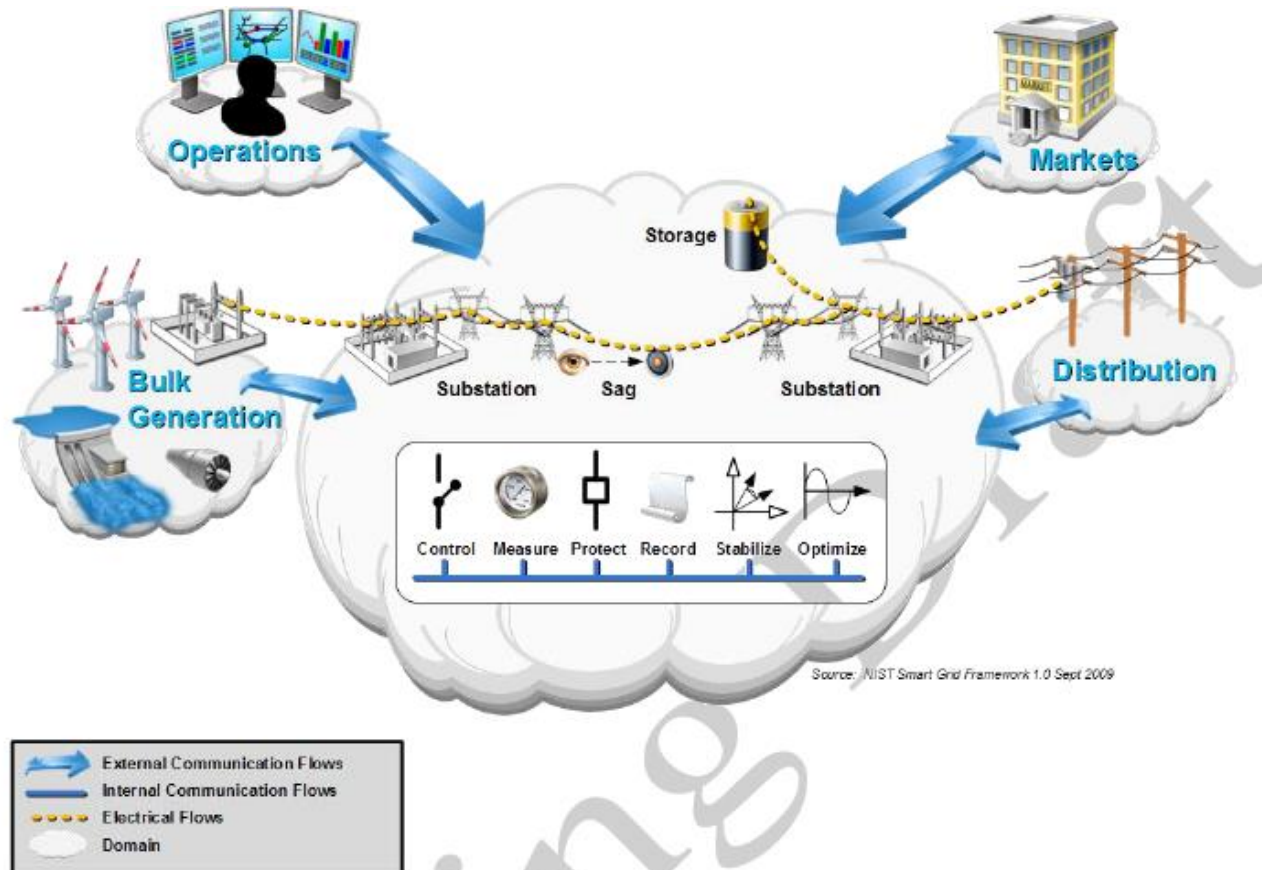 Operations
MARKET
Markets
Storage
Substation
Sag
Substation
Bulk
Generation
Distribution
Control
Measure
Protect
Record
Stabilize
Optimize
Source: NIST Smart Grid Framework 1.0 Sept 2009
External Communication Flows
Internal Communication Flows
Electrical Flows
Domain